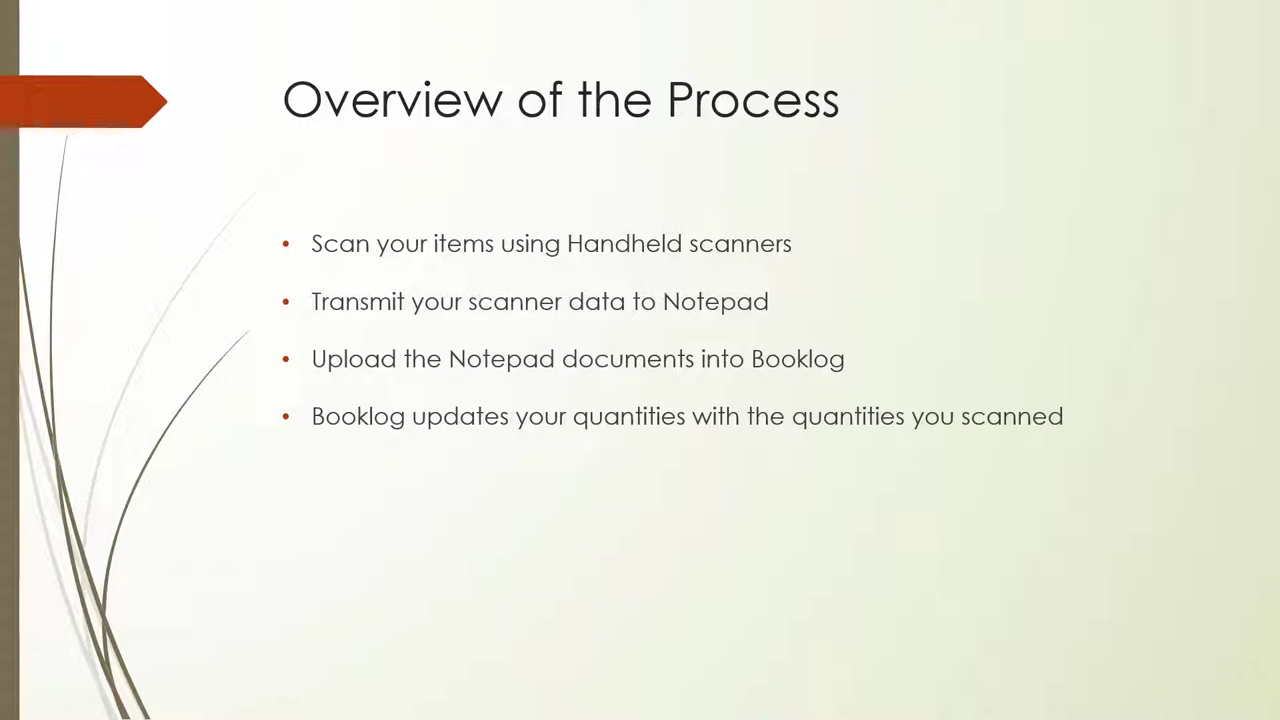 Overview of the Process
• Scan your items using Handheld scanners
• Transmit your scanner data to Notepad
• Upload the Notepad documents into Booklog
• Booklog updates your quantities with the quantities you scanned